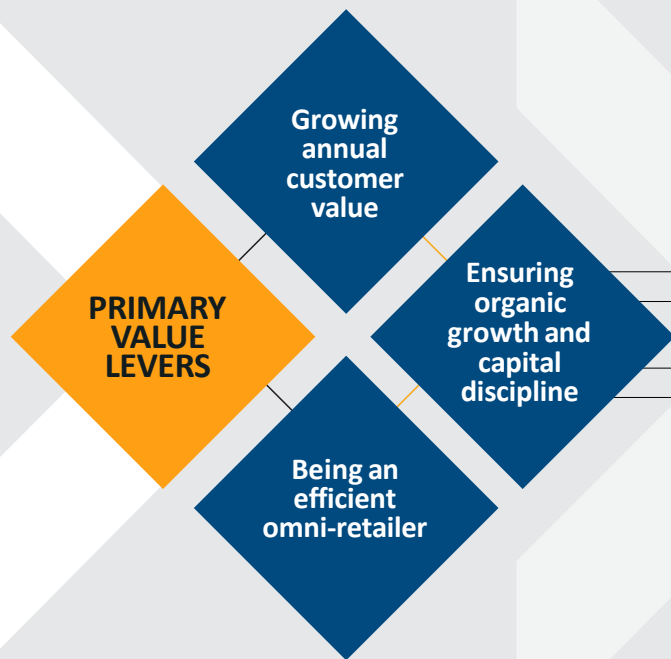 Growing
annual
customer
value
PRIMARY
VALUE
LEVERS
Ensuring
organic
growth and
capital
discipline
Being an
efficient
omni-retailer